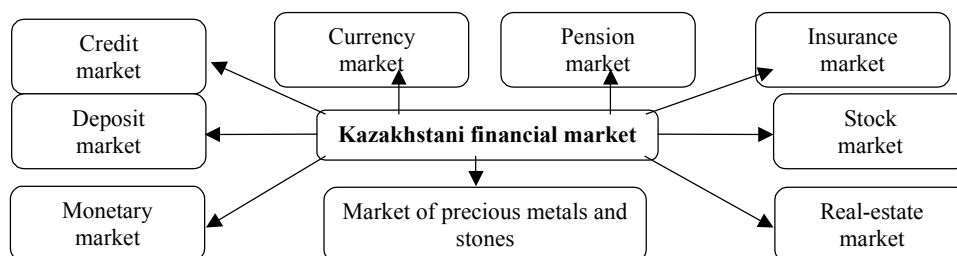 Credit
market
Currency
market
Pension
market
Insurance
market
Deposit
market
Kazakhstani financial market
Stock
market
Monetary
market
Market of precious metals and
stones
Real-estate
market